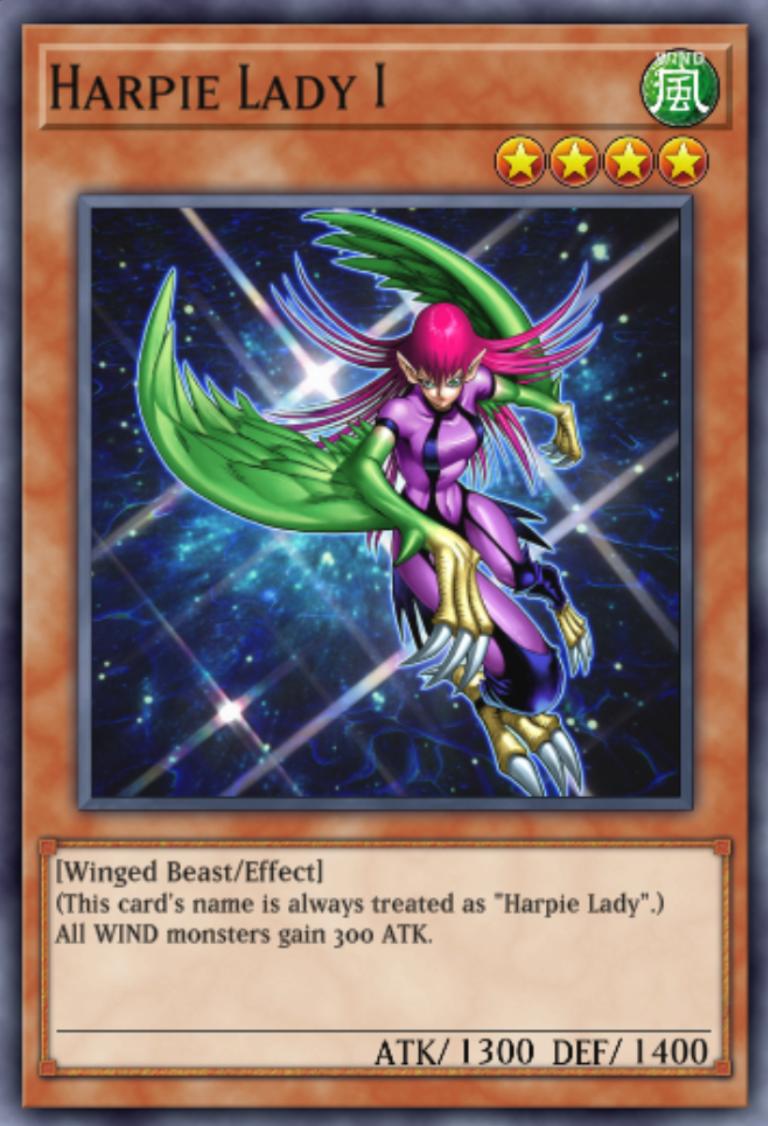 Harpie Lady 1
WIND
風
[Winged Beast/Effect]
(This card's name is always treated as "Harpie Lady".)
All WIND monsters gain 300 ATK.
ATK/ 1300 DEF/ 1400